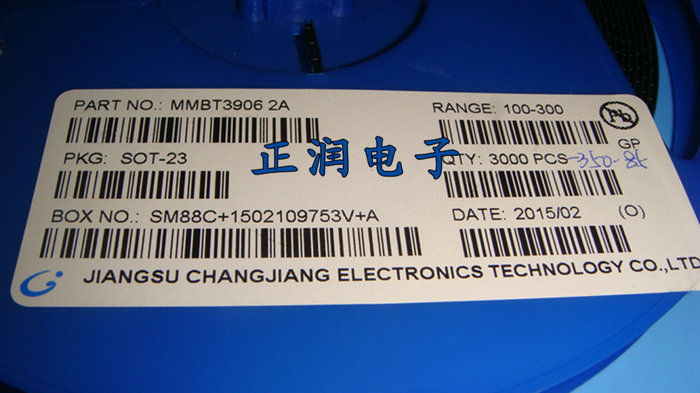 PART NO.: MMBT3906 2A
RANGE: 100-300
Pb
GP
PKG: SOT-23
QTY: 3000 PCS
正润电子
BOX NO.: SM88C+1502109753V+A
DATE: 2015/02 (O)
JIANGSU CHANGJIANG ELECTRONICS TECHNOLOGY CO.,LTD